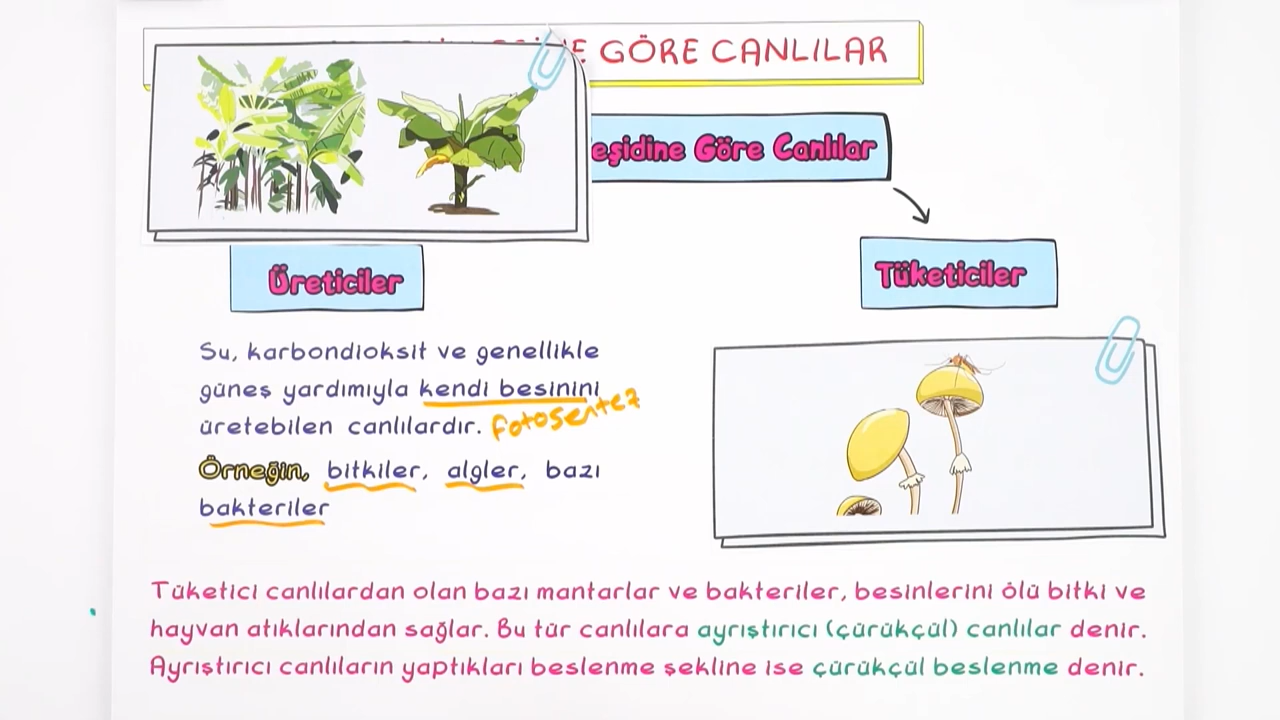 GÖRE CANLILAR
Göre Canlılar
Üreticiler
Tüketiciler
Su, karbondioksit ve genellikle
güneş yardımıyla kendi besinini
üretebilen canlılardır. fotosentez
Örneğin, bitkiler, algler, bazı
bakteriler
Tüketici canlılardan olan bazı mantarlar ve bakteriler, besinlerini ölü bitki ve
hayvan atıklarından sağlar. Bu tür canlılara ayrıştırıcı (çürükçül) canlılar denir.
Ayrıştırıcı canlıların yaptıkları beslenme şekline ise çürükçül beslenme denir.